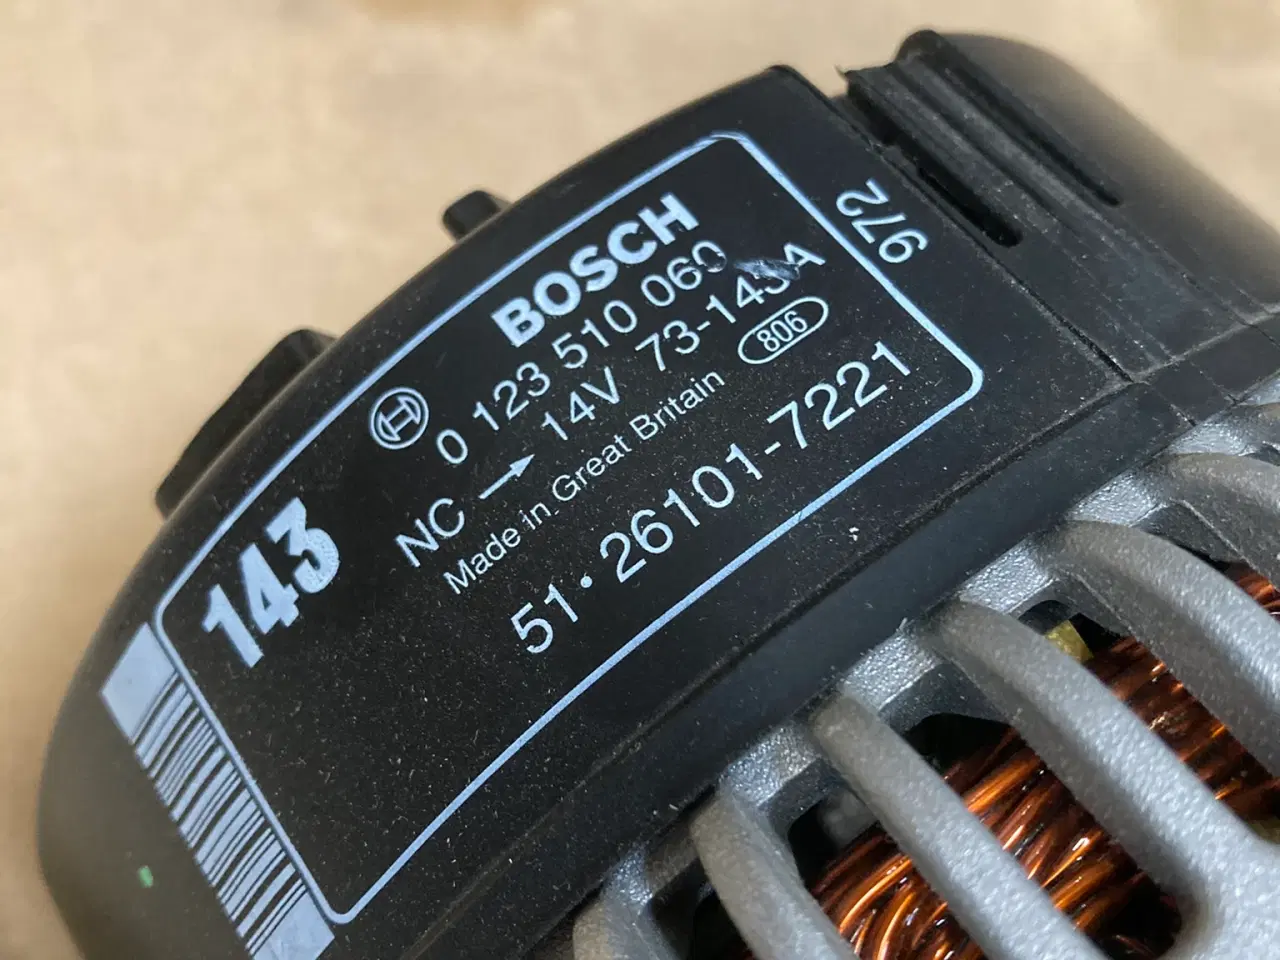 BOSCH
0 123 510 060
NC → 14V 73-143A
Made in Great Britain 806
51·26101-7221
143
972